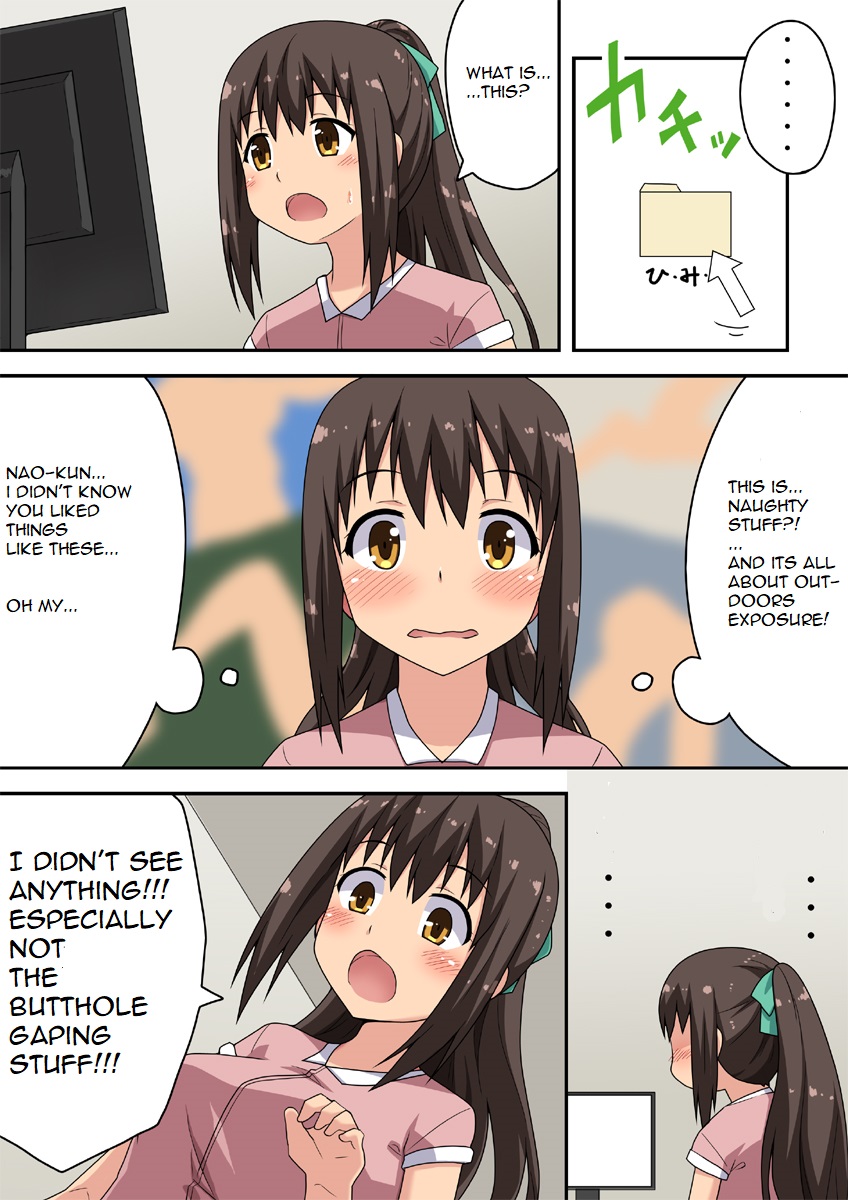 カチッ
ひ・み・
WHAT IS...
...THIS?
THIS IS...
NAUGHTY
STUFF?!
...
AND ITS ALL
ABOUT OUT-
DOORS
EXPOSURE!
NAO-KUN...
I DIDN'T KNOW
YOU LIKED
THINGS
LIKE THESE...
OH MY...
I DIDN'T SEE
ANYTHING!!!
ESPECIALLY
NOT
THE
BUTTHOLE
GAPING
STUFF!!!